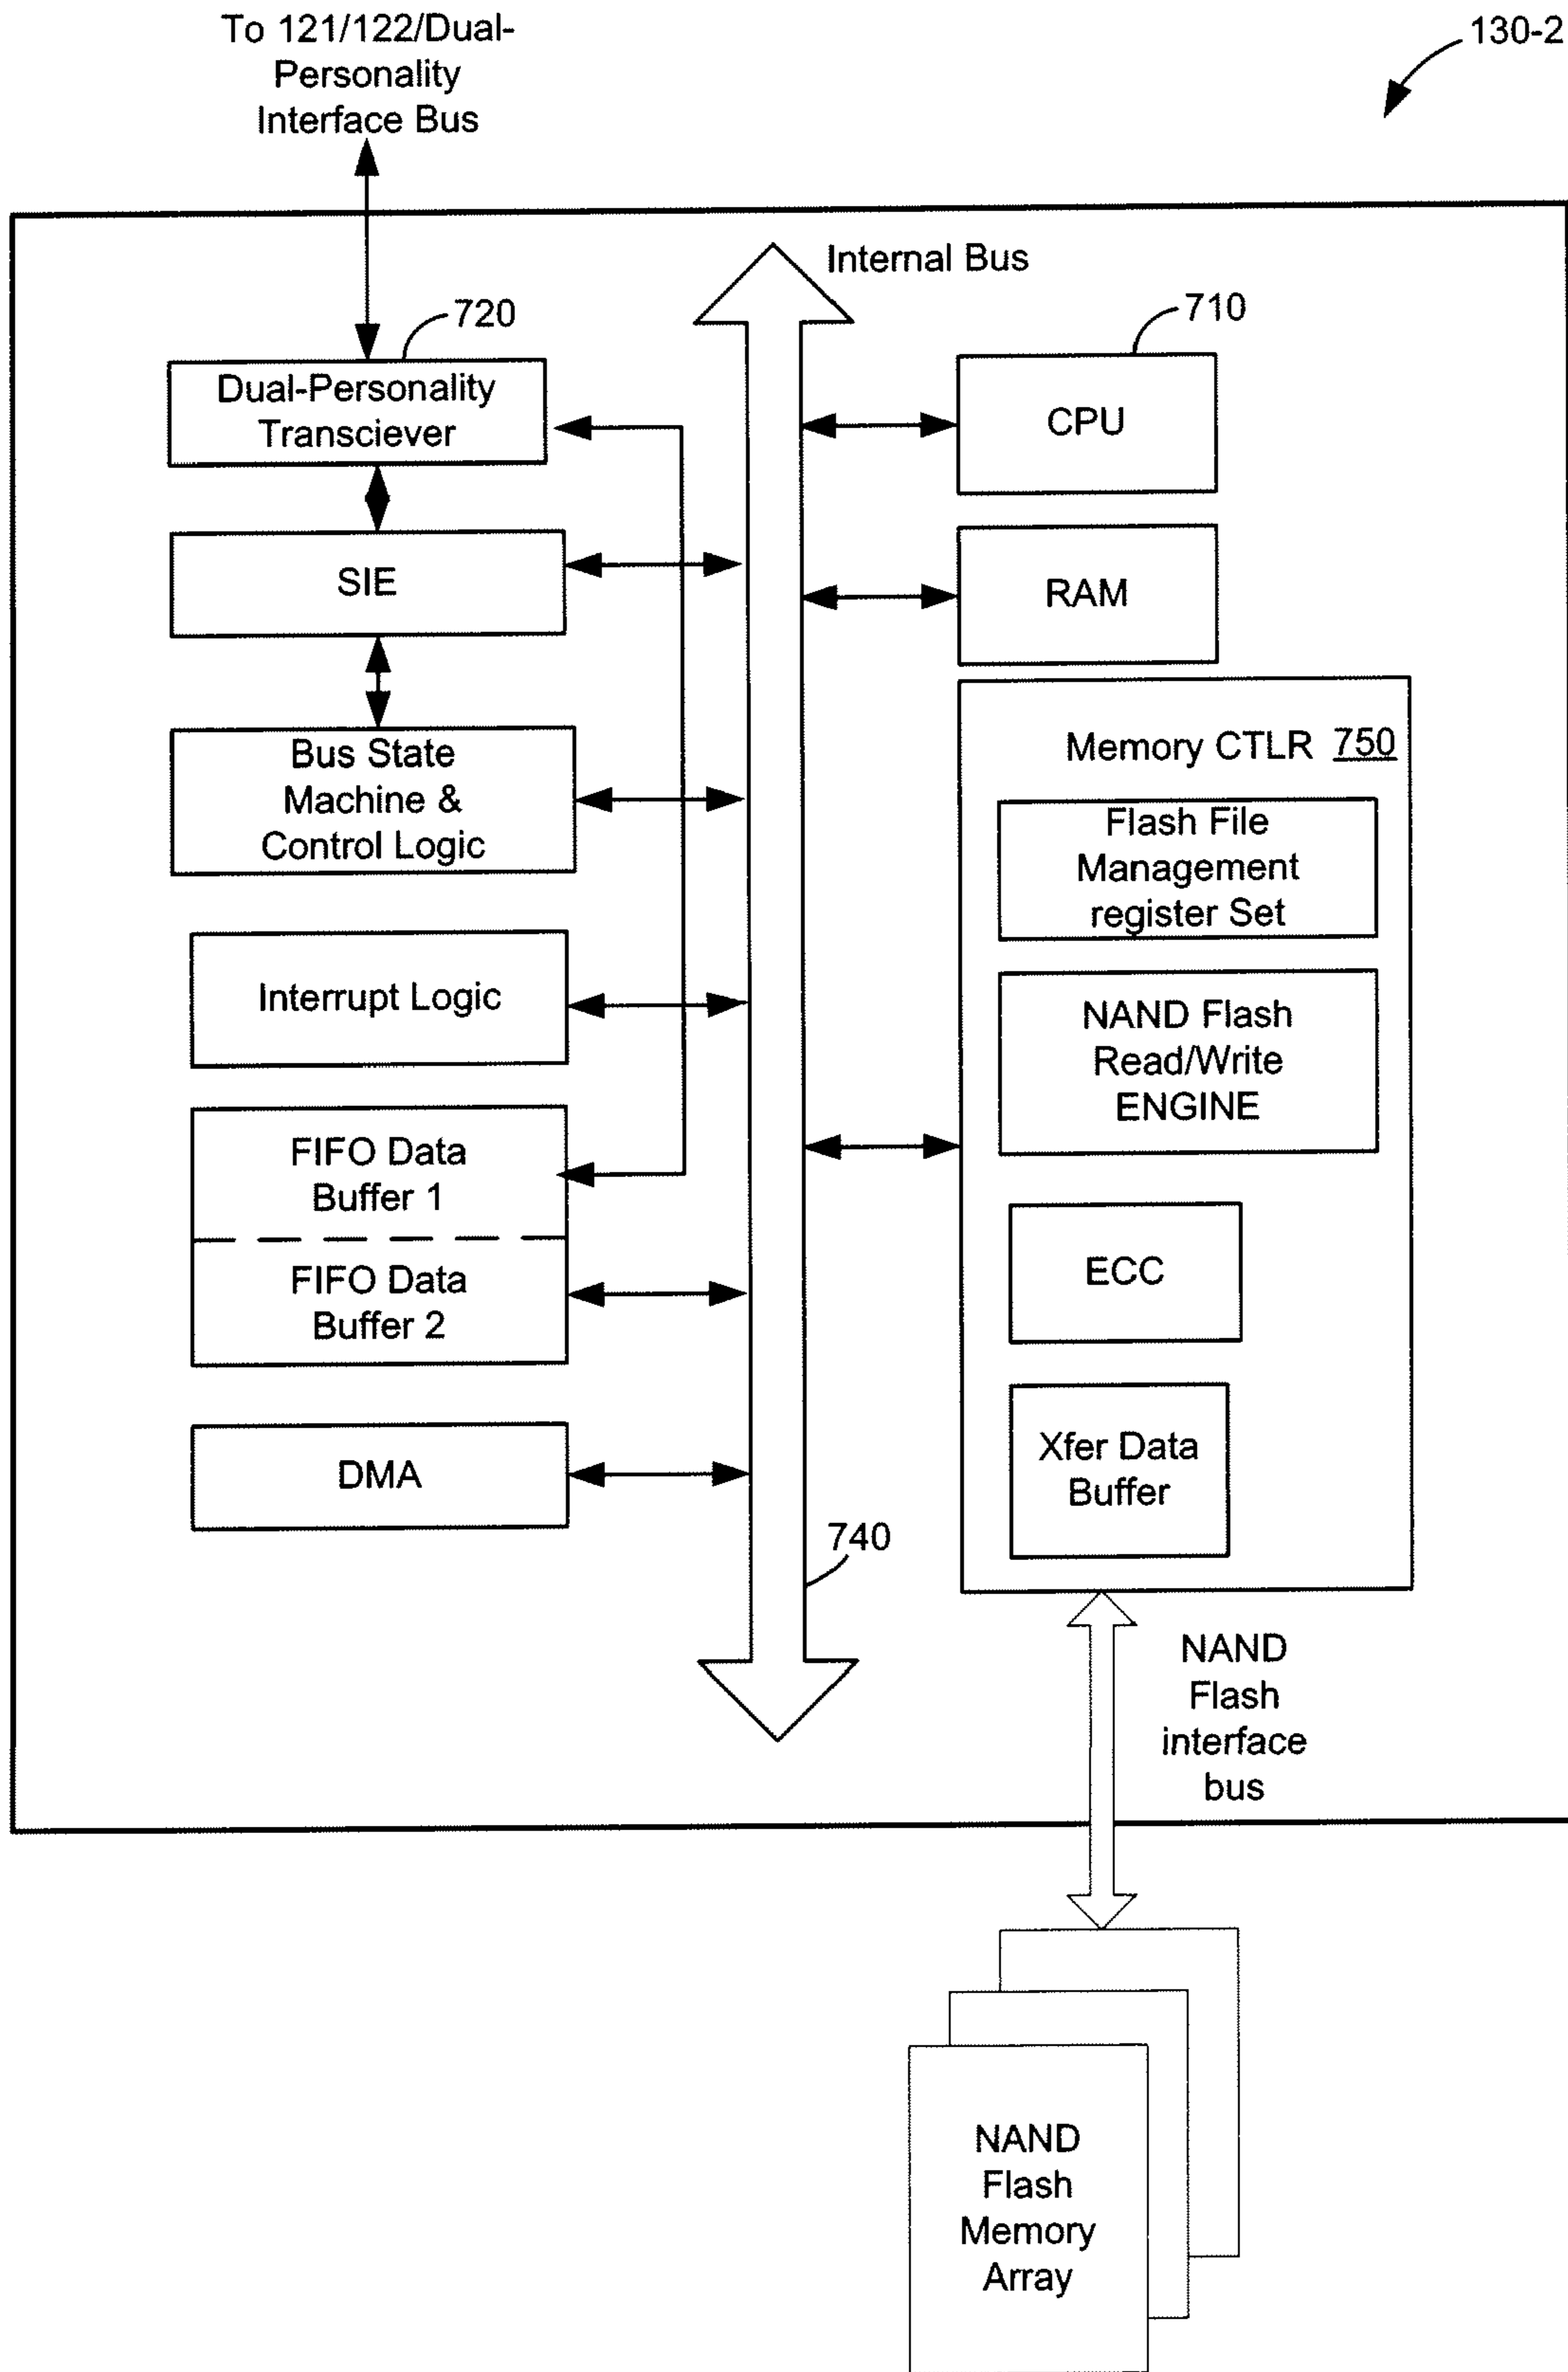 To 121/122/Dual-
Personality
Interface Bus
130-2
Internal Bus
720
Dual-Personality
Transciever
710
CPU
SIE
RAM
Bus State
Machine &
Control Logic
Memory CTLR 750
Flash File
Management
register Set
Interrupt Logic
NAND Flash
Read/Write
ENGINE
FIFO Data
Buffer 1
FIFO Data
Buffer 2
ECC
DMA
Xfer Data
Buffer
740
NAND
Flash
interface
bus
NAND
Flash
Memory
Array